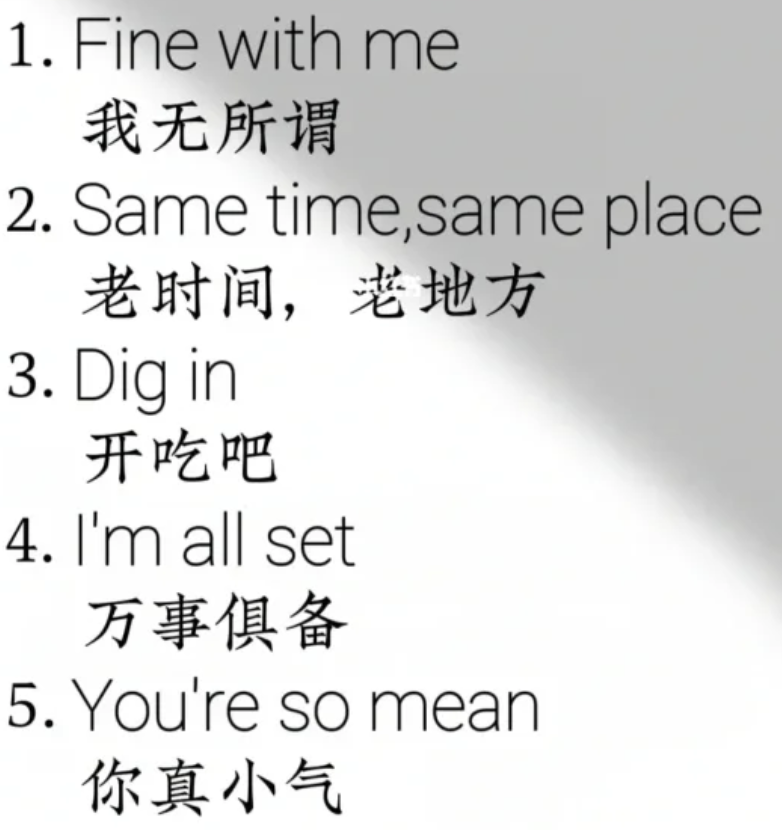 1. Fine with me
我无所谓
2. Same time,same place
老时间，老地方
3. Dig in
开吃吧
4. I'm all set
万事俱备
5. You're so mean
你真小气